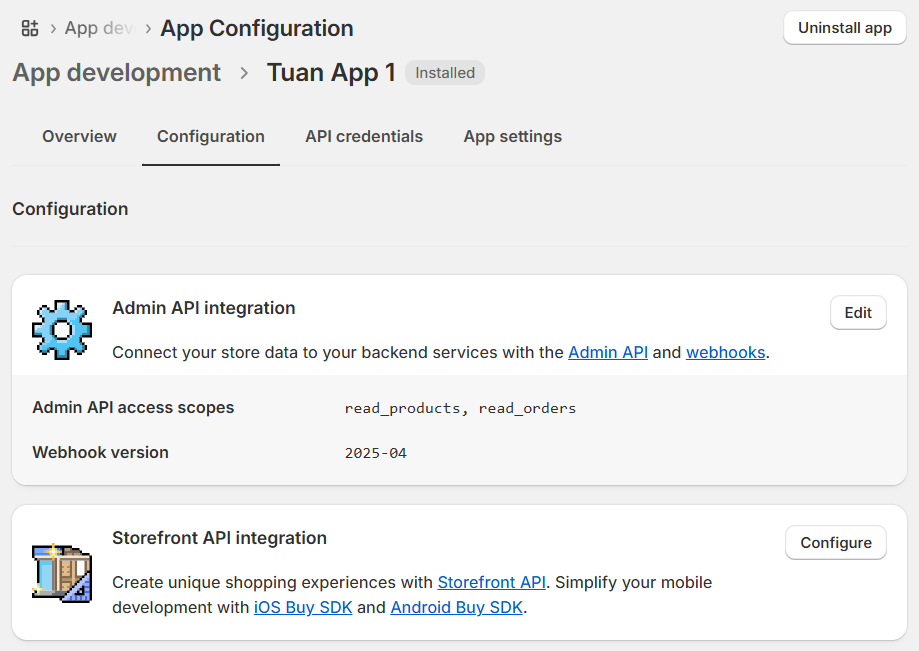 App dev
App Configuration
Uninstall app
App development
Tuan App 1
Installed
Overview
Configuration
API credentials
App settings
Configuration
Admin API integration
Edit
Connect your store data to your backend services with the Admin API and webhooks.
Admin API access scopes
read_products, read_orders
Webhook version
2025-04
Storefront API integration
Configure
Create unique shopping experiences with Storefront API. Simplify your mobile
development with iOS Buy SDK and Android Buy SDK.